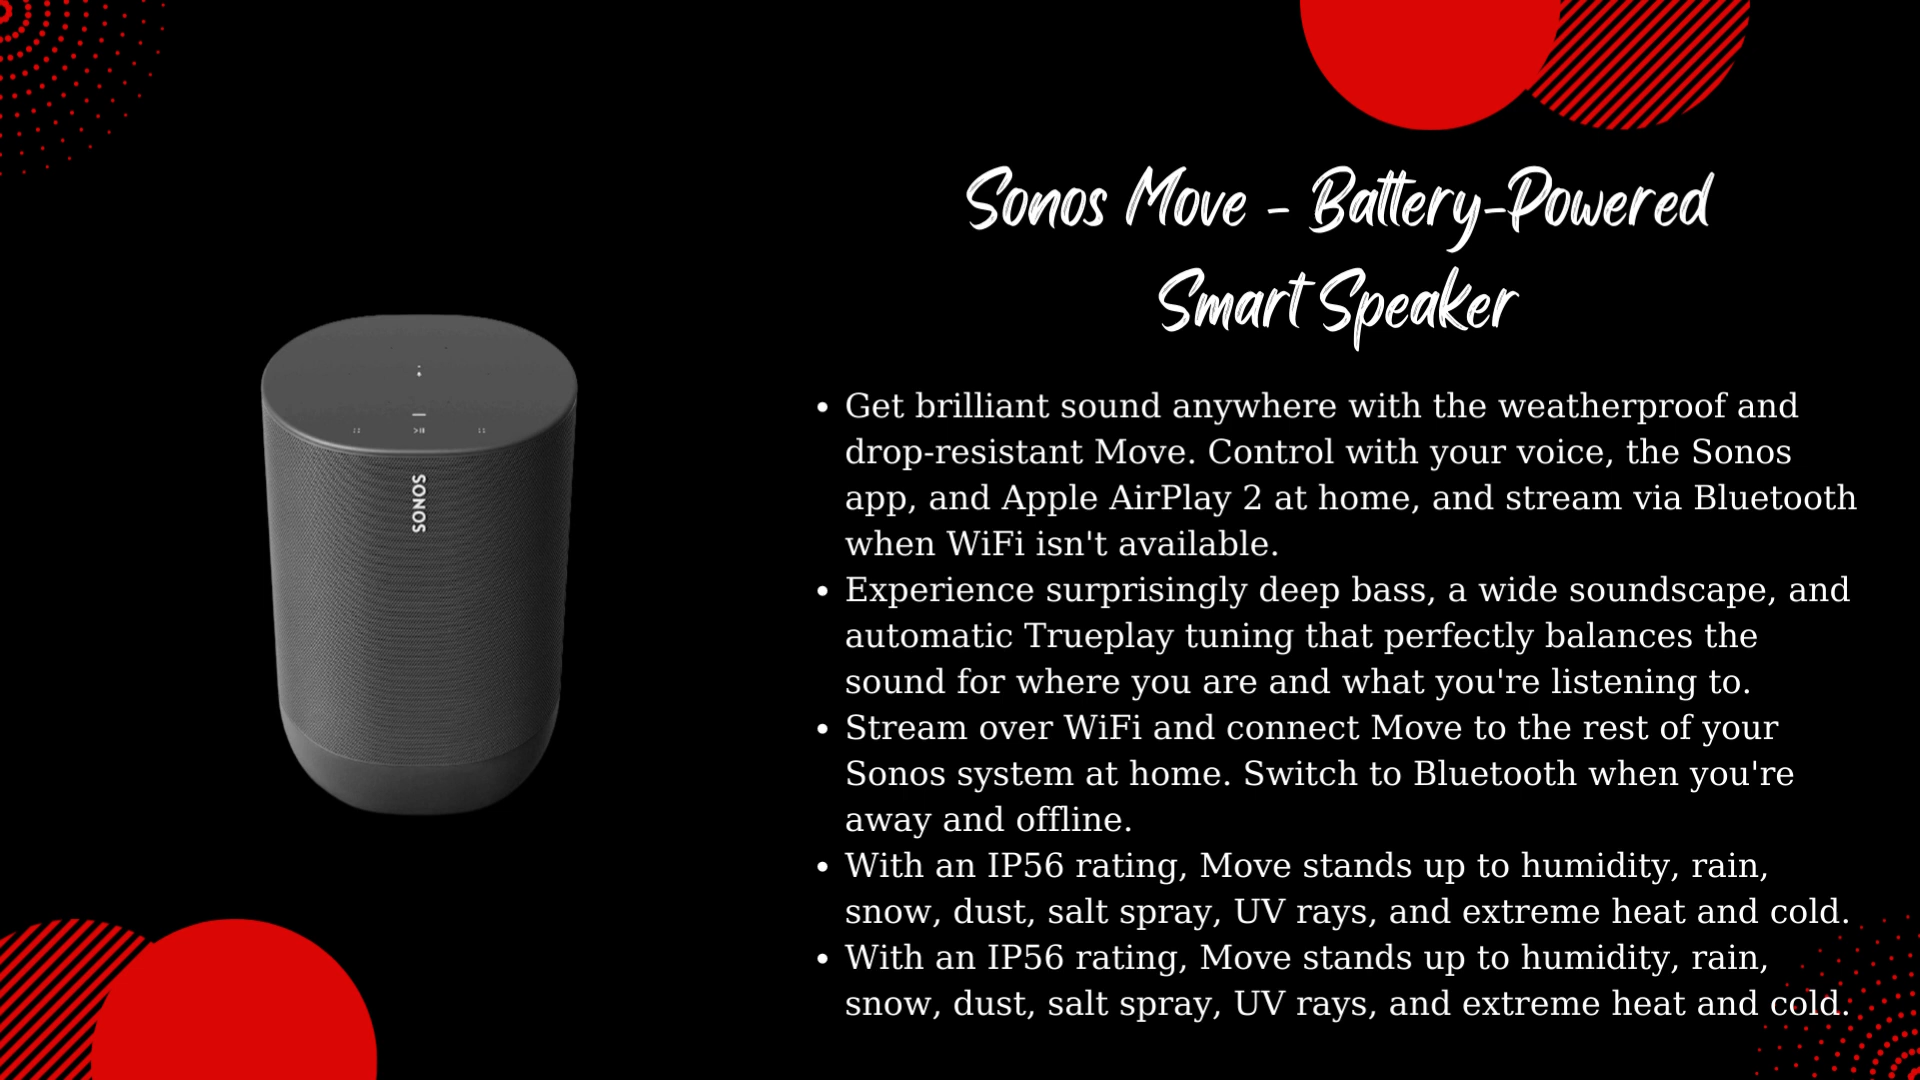 Sonos Move - Battery-Powered
Smart Speaker
SONOS
• Get brilliant sound anywhere with the weatherproof and
drop-resistant Move. Control with your voice, the Sonos
app, and Apple AirPlay 2 at home, and stream via Bluetooth
when WiFi isn't available.
• Experience surprisingly deep bass, a wide soundscape, and
automatic Trueplay tuning that perfectly balances the
sound for where you are and what you're listening to.
• Stream over WiFi and connect Move to the rest of your
Sonos system at home. Switch to Bluetooth when you're
away and offline.
• With an IP56 rating, Move stands up to humidity, rain,
snow, dust, salt spray, UV rays, and extreme heat and cold.
• With an IP56 rating, Move stands up to humidity, rain,
snow, dust, salt spray, UV rays, and extreme heat and cold.